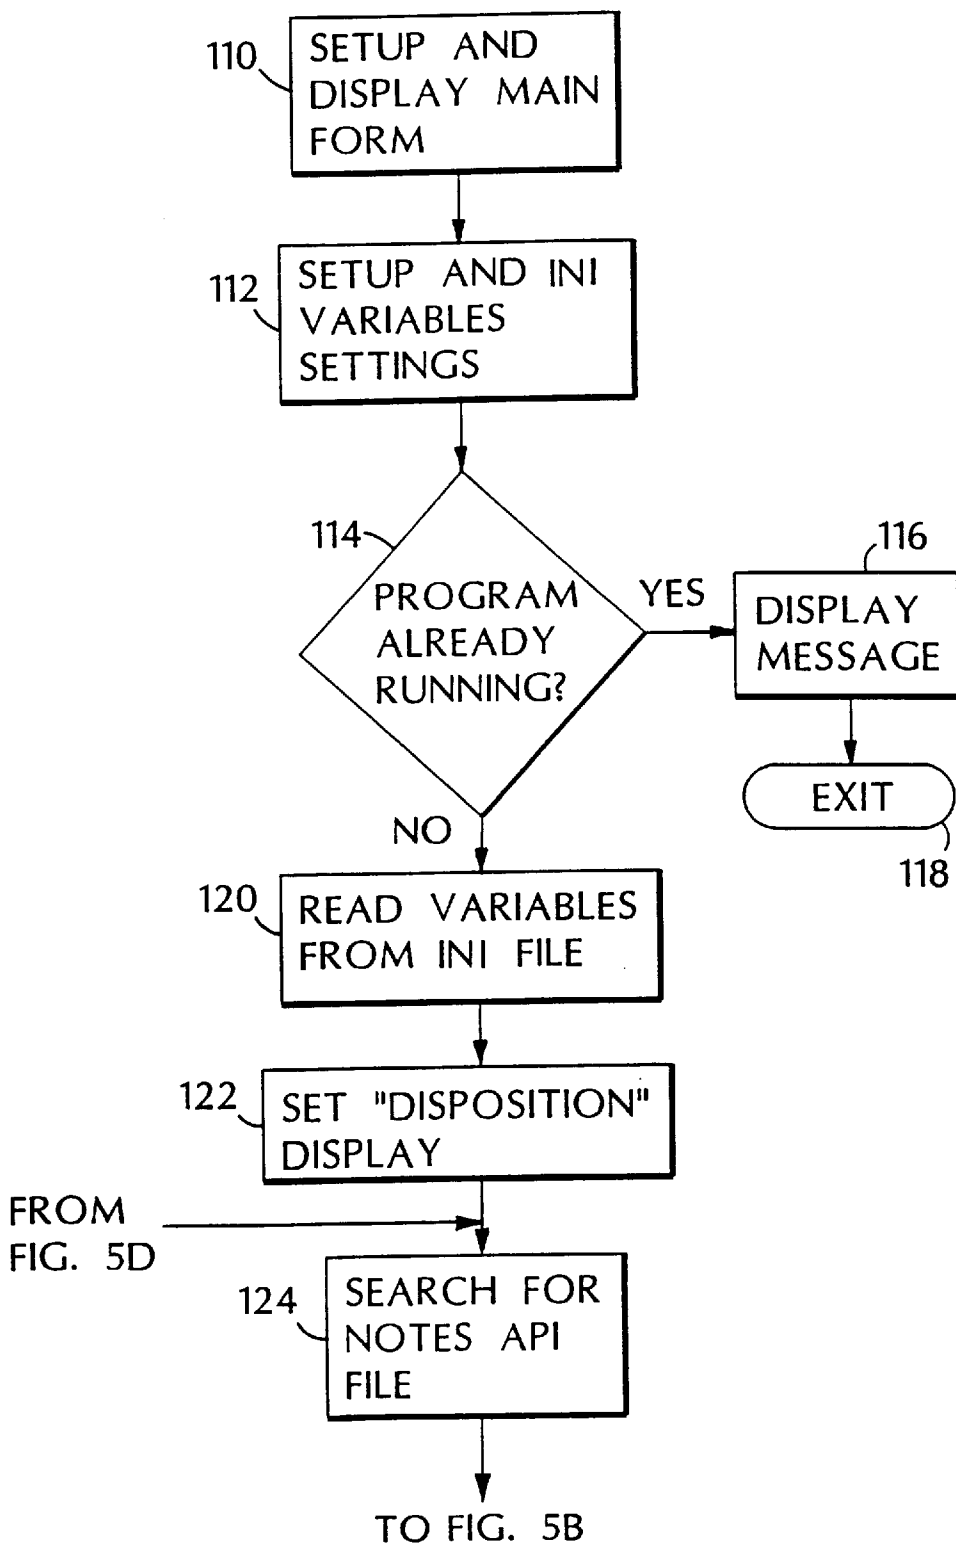 110
SETUP AND
DISPLAY MAIN
FORM
112
SETUP AND INI
VARIABLES
SETTINGS
114
PROGRAM
ALREADY
RUNNING?
YES
116
DISPLAY
MESSAGE
EXIT
118
NO
120
READ VARIABLES
FROM INI FILE
122
SET "DISPOSITION"
DISPLAY
FROM
FIG. 5D
124
SEARCH FOR
NOTES API
FILE
TO FIG. 5B